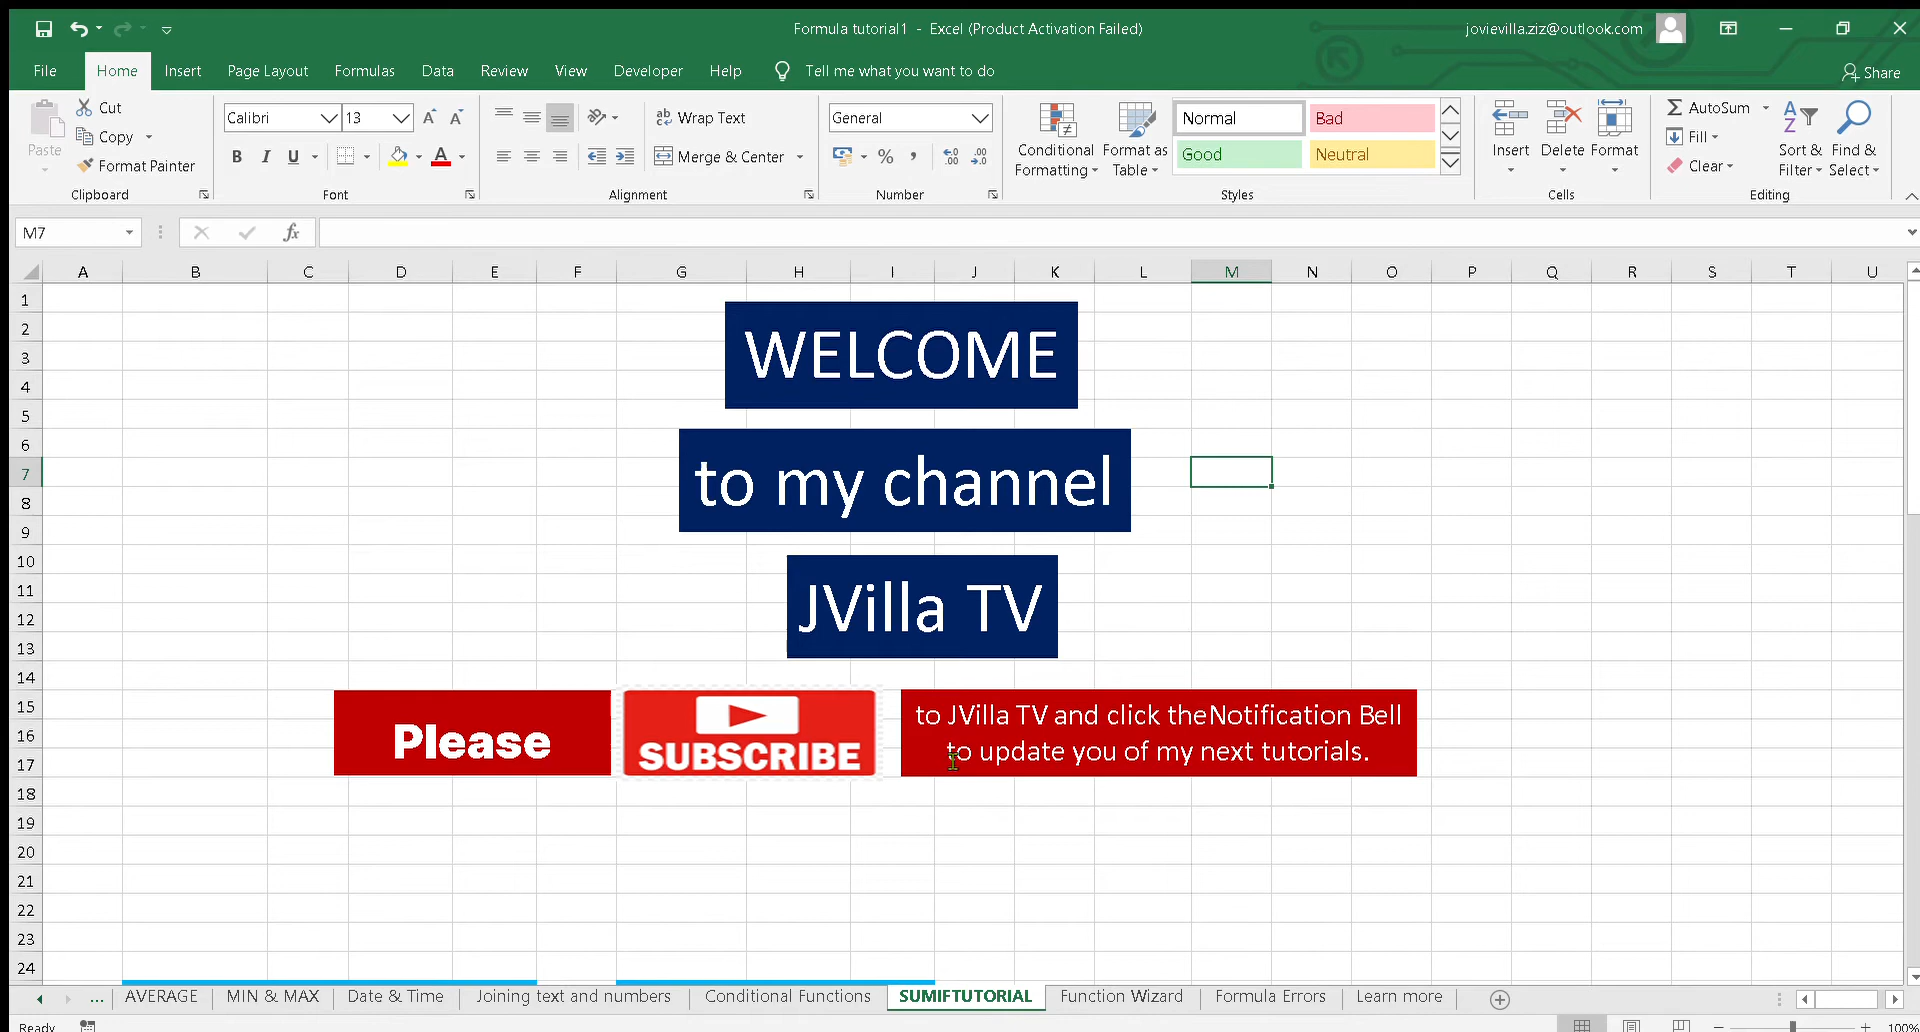 Formula tutorial1 - Excel (Product Activation Failed)
jovievilla.ziz@outlook.com
File Home Insert Page Layout Formulas Data Review View Developer Help Tell me what you want to do
Share
Paste
Cut
Copy
Format Painter
Clipboard
Calibri 13
B I U
Font
Wrap Text
Merge & Center
Alignment
General
% ,
Number
Conditional Formatting
Format as Table
Normal Bad
Good Neutral
Styles
Insert Delete Format
Cells
AutoSum
Fill
Clear
Sort & Filter
Find & Select
Editing
M7
fx
A B C D E F G H I J K L M N O P Q R S T U
1
2
3
4
5
6
7
8
9
10
11
12
13
14
15
16
17
18
19
20
21
22
23
24
WELCOME
to my channel
JVilla TV
Please
SUBSCRIBE
to JVilla TV and click theNotification Bell
to update you of my next tutorials.
... AVERAGE MIN & MAX Date & Time Joining text and numbers Conditional Functions SUMIFTUTORIAL Function Wizard Formula Errors Learn more
Ready
100%